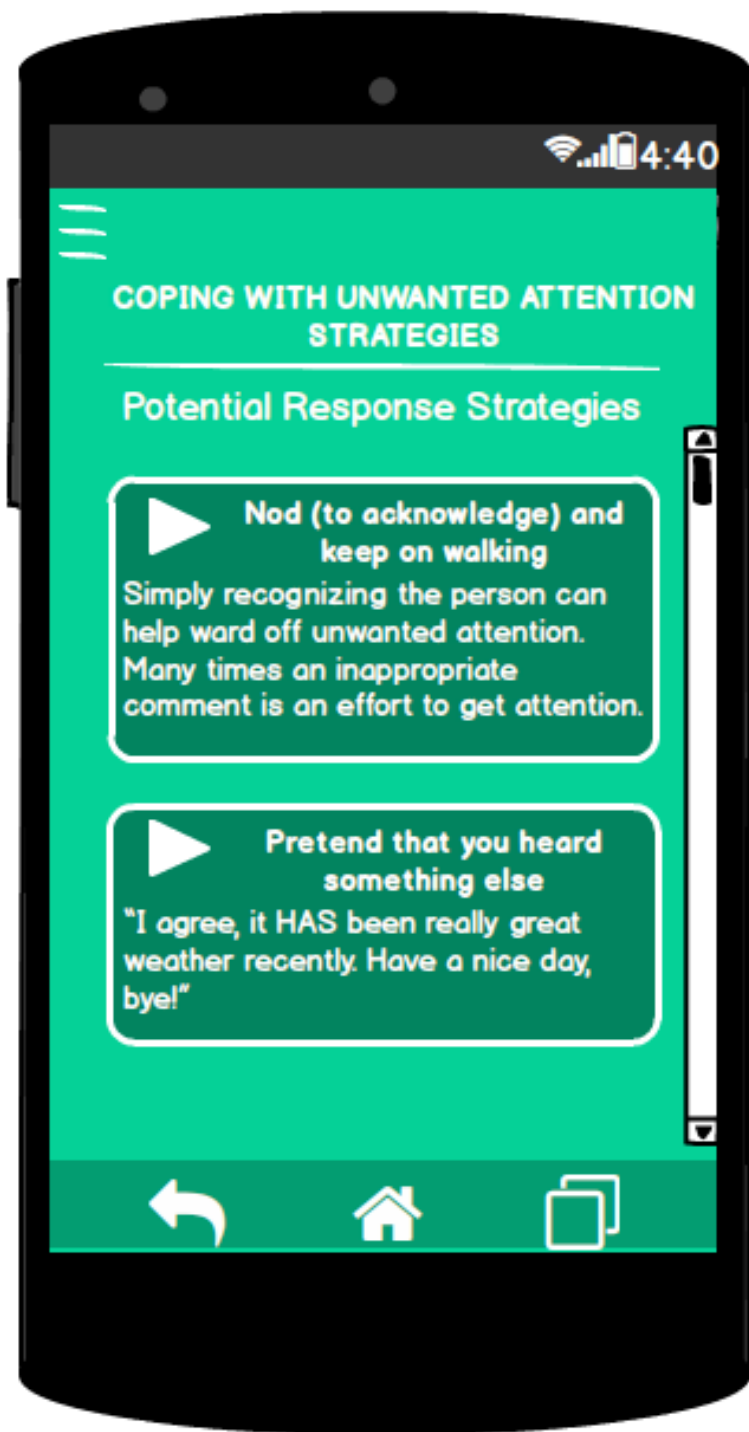 4:40
COPING WITH UNWANTED ATTENTION
STRATEGIES
Potential Response Strategies
Nod (to acknowledge) and
keep on walking
Simply recognizing the person can
help ward off unwanted attention.
Many times an inappropriate
comment is an effort to get attention.
Pretend that you heard
something else
“I agree, it HAS been really great
weather recently. Have a nice day,
bye!”